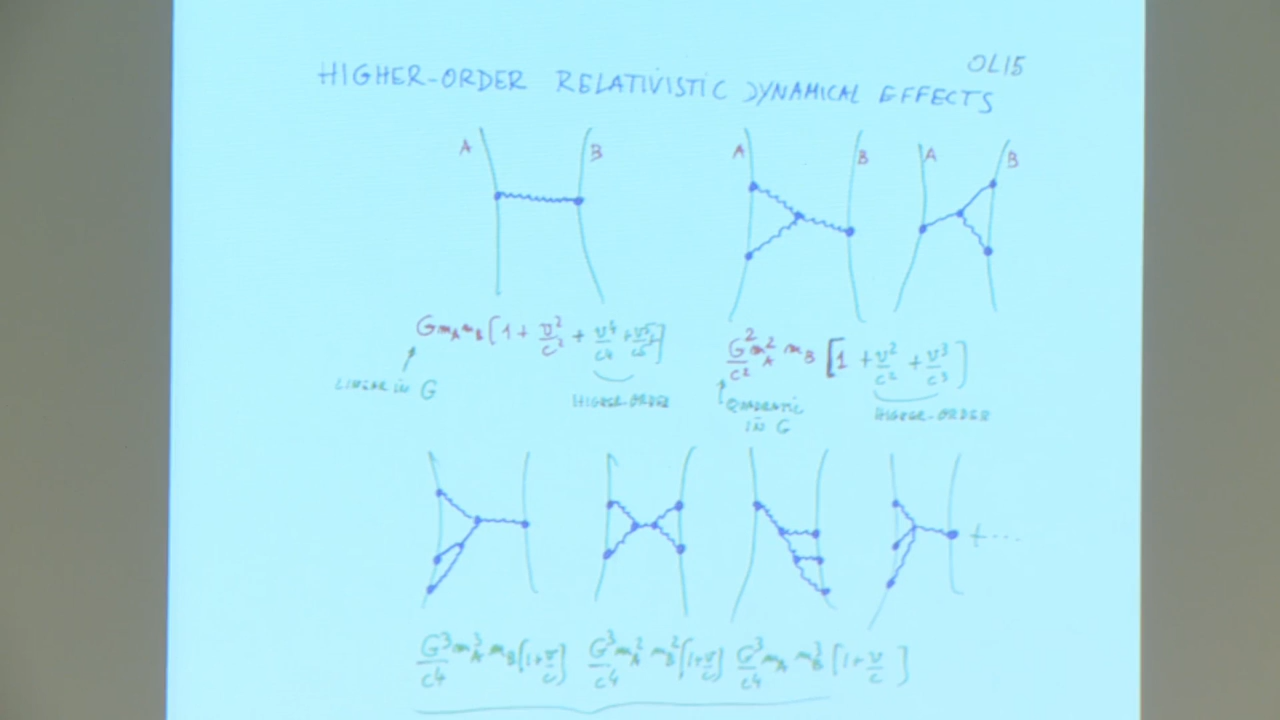 OL15
HIGHER-ORDER RELATIVISTIC DYNAMICAL EFFECTS
A B A B A B
G m_A m_B [1 + v²/c² + v⁴/c⁴ + v⁵/c⁵]
G²/c² m_A² m_B [1 + v²/c² + v³/c³]
LINEAR IN G
HIGHER-ORDER
QUADRATIC
IN G
HIGHER-ORDER
+ ...
G³/c⁴ m_A³ m_B [1+v/c] G³/c⁴ m_A² m_B² [1+v/c] G³/c⁴ m_A m_B³ [1+v/c]